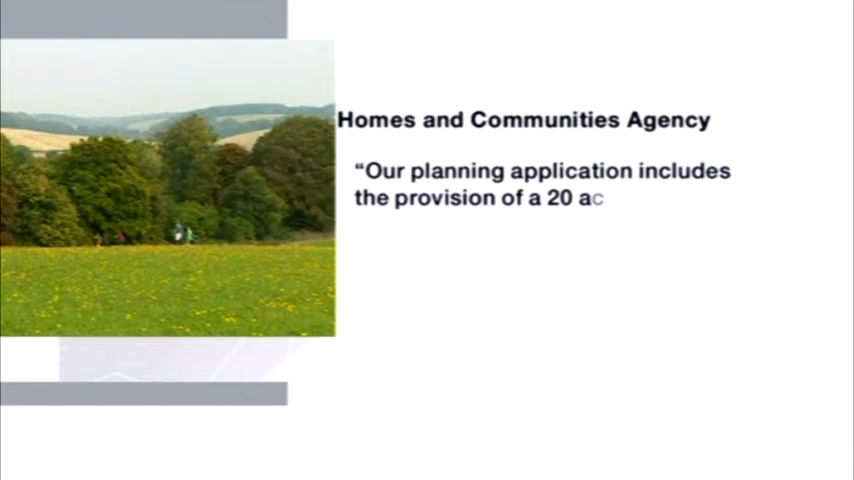 Homes and Communities Agency
“Our planning application includes
the provision of a 20 ac